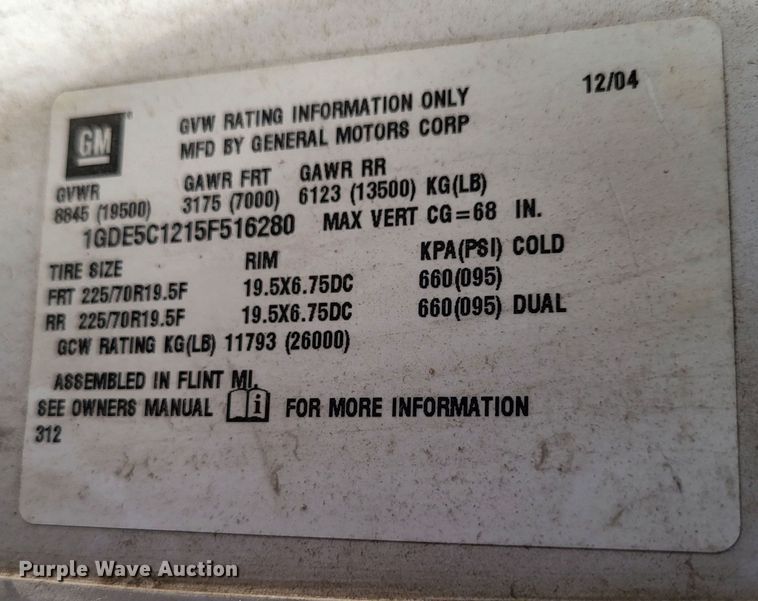 12/04
GM
GVW RATING INFORMATION ONLY
MFD BY GENERAL MOTORS CORP
GVWR GAWR FRT GAWR RR
8845 (19500) 3175 (7000) 6123 (13500) KG(LB)
1GDE5C1215F516280 MAX VERT CG=68 IN.
TIRE SIZE RIM KPA(PSI) COLD
FRT 225/70R19.5F 19.5X6.75DC 660(095)
RR 225/70R19.5F 19.5X6.75DC 660(095) DUAL
GCW RATING KG(LB) 11793 (26000)
ASSEMBLED IN FLINT MI.
SEE OWNERS MANUAL i FOR MORE INFORMATION
312
Purple Wave Auction